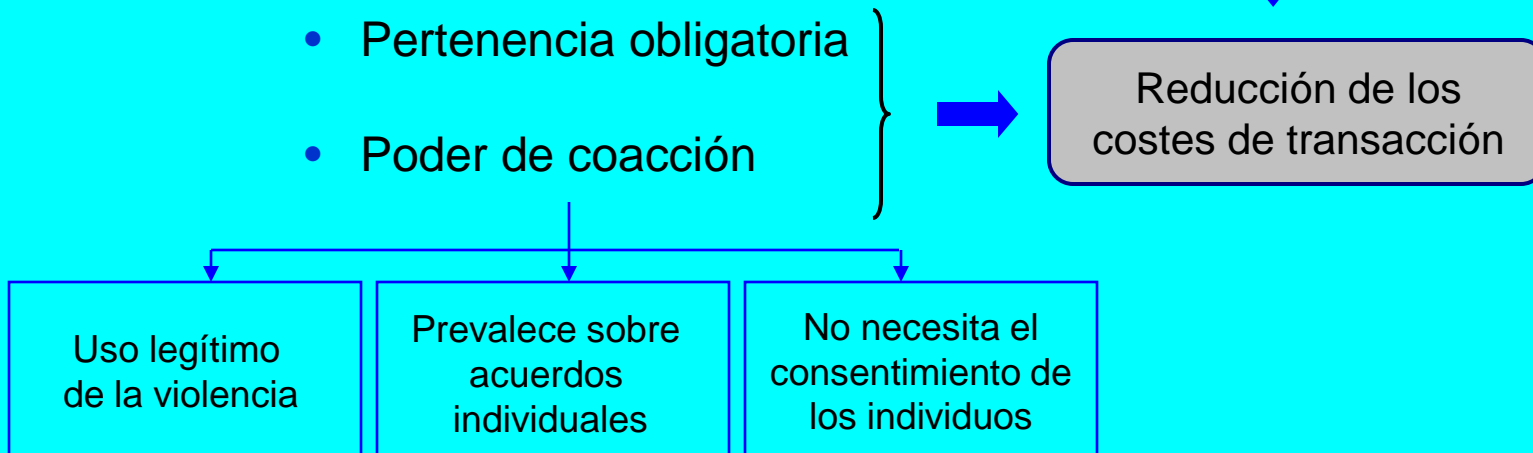 • Pertenencia obligatoria
• Poder de coacción
Reducción de los
costes de transacción
Uso legítimo
de la violencia
Prevalece sobre
acuerdos
individuales
No necesita el
consentimiento de
los individuos